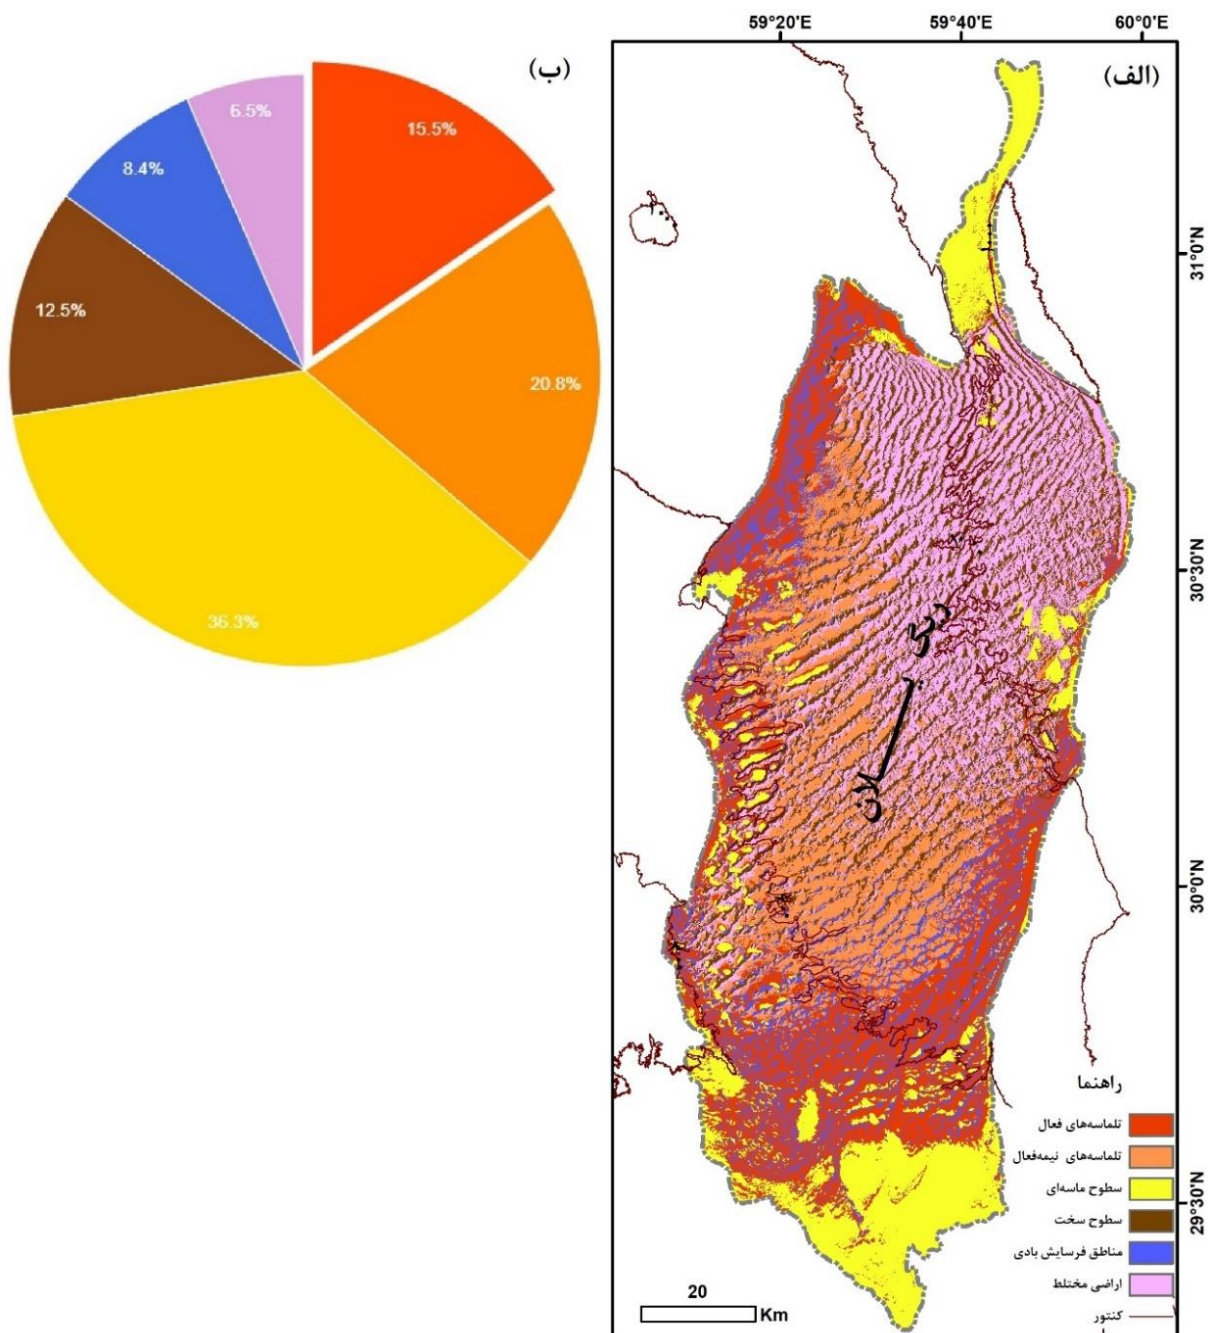 (ب)
6.5%
15.5%
8.4%
12.5%
20.8%
36.3%
59°20'E
59°40'E
60°0'E
(الف)
31°0'N
30°30'N
30°0'N
29°30'N
ریگ یلان
راهنما
تلماسه‌های فعال
تلماسه‌های نیمه‌فعال
سطوح ماسه‌ای
سطوح سخت
مناطق فرسایش بادی
اراضی مختلط
کنتور
20
Km